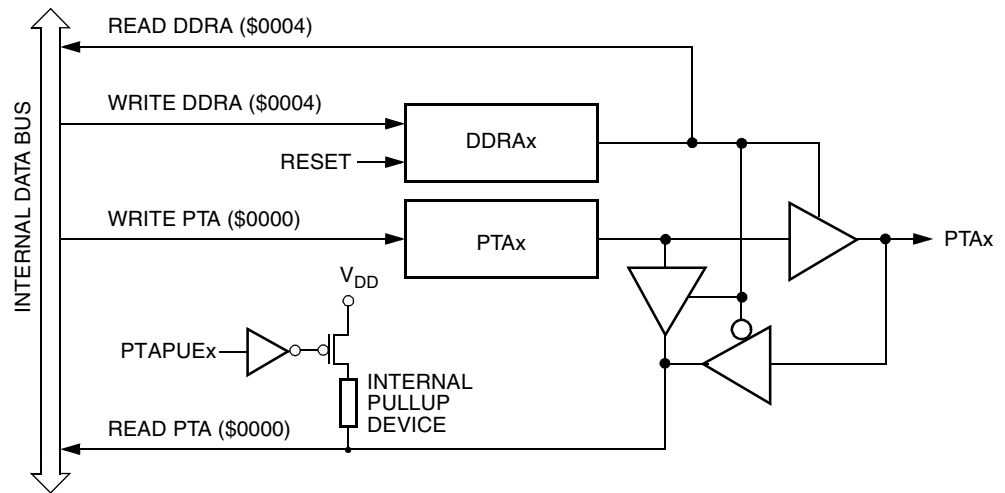 READ DDRA ($0004)
WRITE DDRA ($0004)
DDRAx
RESET
INTERNAL DATA BUS
WRITE PTA ($0000)
PTAx
PTAx
VDD
PTAPUEx
INTERNAL
PULLUP
DEVICE
READ PTA ($0000)